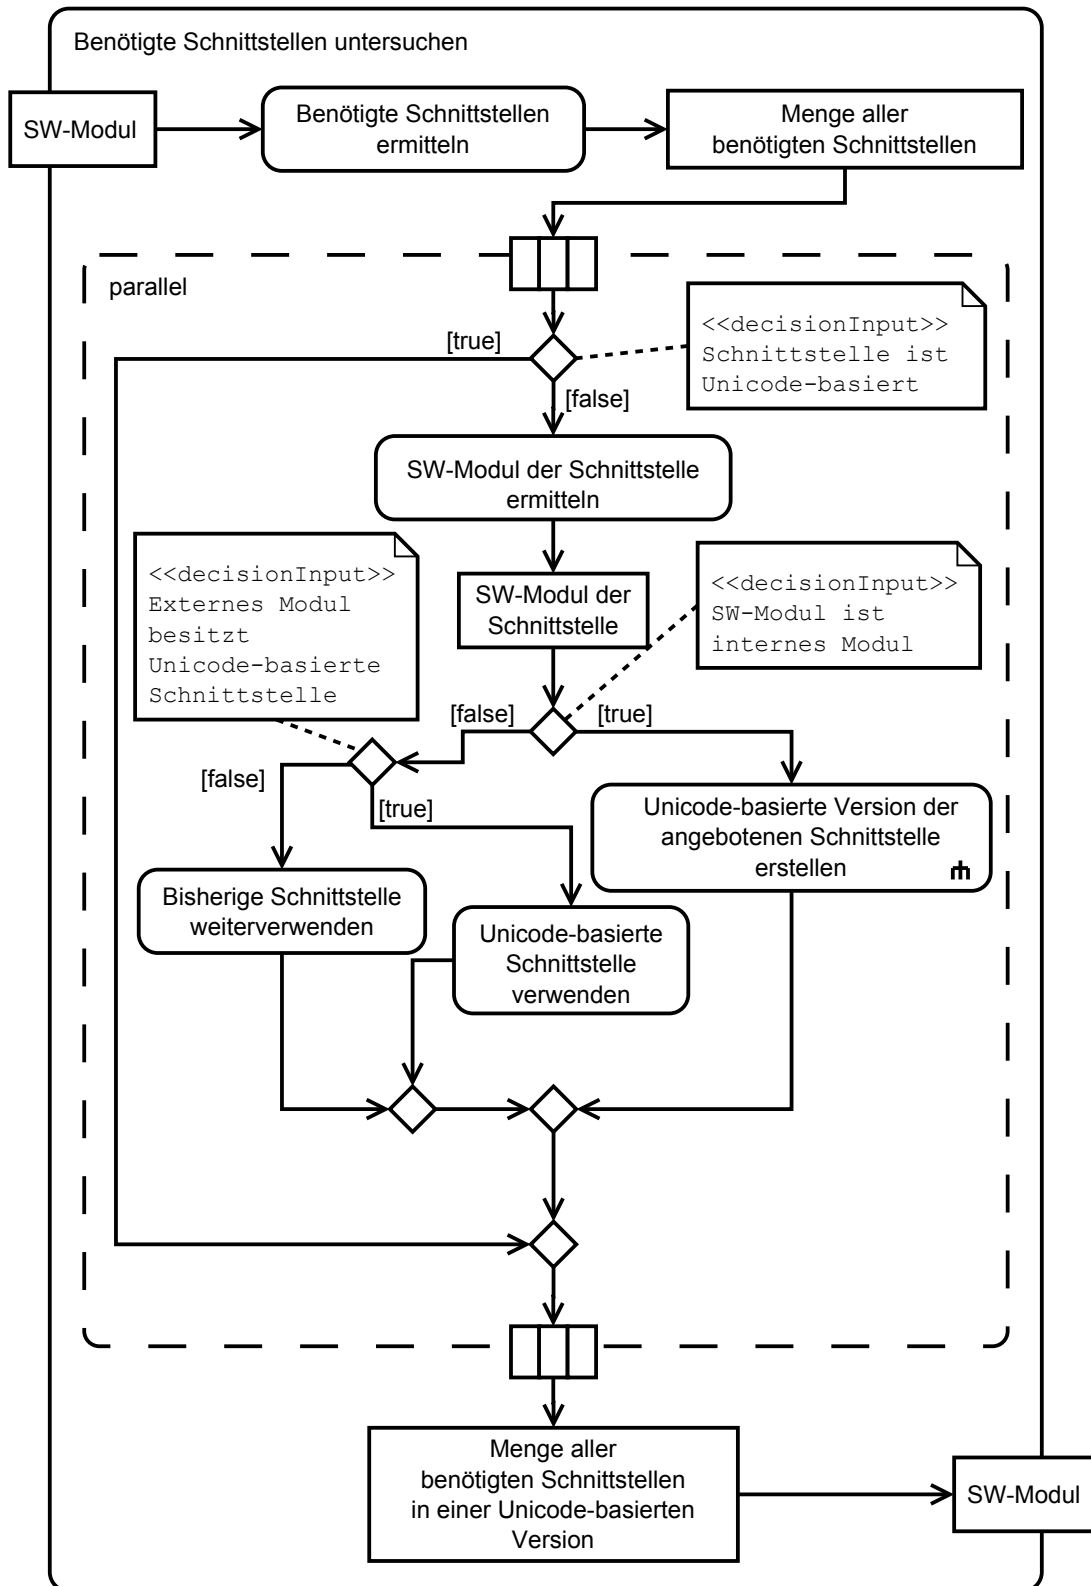 Benötigte Schnittstellen untersuchen
SW-Modul
Benötigte Schnittstellen
ermitteln
Menge aller
benötigten Schnittstellen
parallel
<<decisionInput>>
Schnittstelle ist
Unicode-basiert
[true]
[false]
SW-Modul der Schnittstelle
ermitteln
<<decisionInput>>
Externes Modul
besitzt
Unicode-basierte
Schnittstelle
SW-Modul der
Schnittstelle
<<decisionInput>>
SW-Modul ist
internes Modul
[false]
[true]
[false]
[true]
Unicode-basierte Version der
angebotenen Schnittstelle
erstellen
Bisherige Schnittstelle
weiterverwenden
Unicode-basierte
Schnittstelle
verwenden
Menge aller
benötigten Schnittstellen
in einer Unicode-basierten
Version
SW-Modul